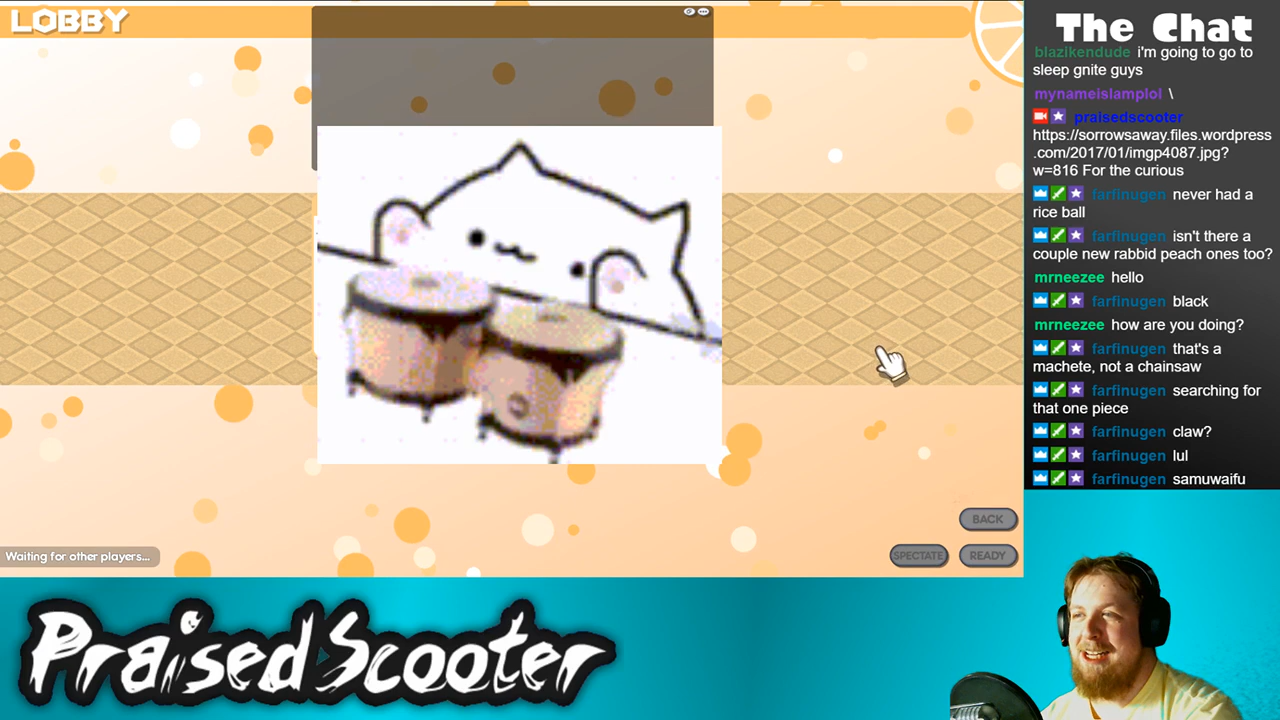 LOBBY
The Chat
blazikendude i'm going to go to
sleep gnite guys
mynameislamplol \
praisedscooter
https://sorrowsaway.files.wordpress
.com/2017/01/imgp4087.jpg?
w=816 For the curious
farfinugen never had a
rice ball
farfinugen isn't there a
couple new rabbid peach ones too?
mrneezee hello
farfinugen black
mrneezee how are you doing?
farfinugen that's a
machete, not a chainsaw
farfinugen searching for
that one piece
farfinugen claw?
farfinugen lul
farfinugen samuwaifu
BACK
Waiting for other players...
SPECTATE
READY
PraisedScooter